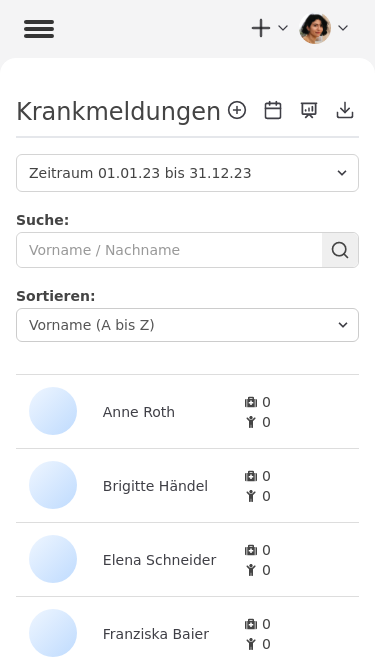 Krankmeldungen
Zeitraum 01.01.23 bis 31.12.23
Suche:
Vorname / Nachname
Sortieren:
Vorname (A bis Z)
Anne Roth
0
0
Brigitte Händel
0
0
Elena Schneider
0
0
Franziska Baier
0
0